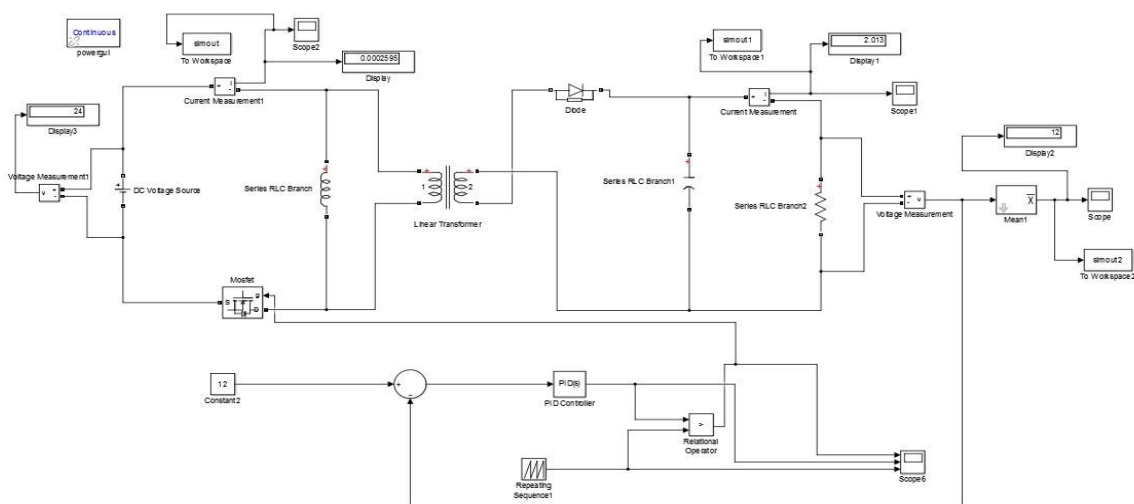 Continuous
powergui
simout
To Workspace
Scope2
0.0002595
Display
i
Current Measurement1
24
Display3
v
Voltage Measurement1
DC Voltage Source
Series RLC Branch
1
2
Linear Transformer
Diode
simout1
To Workspace1
2.013
Display1
i
Current Measurement
Scope1
Series RLC Branch1
Series RLC Branch2
v
Voltage Measurement
12
Display2
Mean1
Scope
simout2
To Workspace2
Mosfet
g
S
D
12
Constant2
PID(s)
PID Controller
>
Relational
Operator
Repeating
Sequence1
Scope6